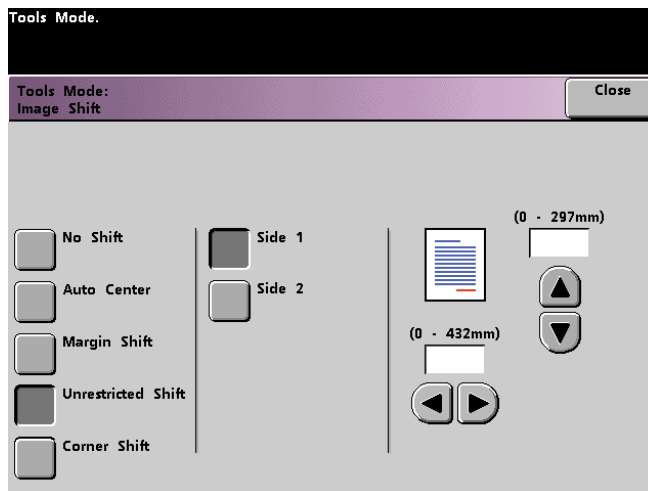 Tools Mode.
Tools Mode:
Image Shift
Close
No Shift
Auto Center
Margin Shift
Unrestricted Shift
Corner Shift
Side 1
Side 2
(0 - 297mm)
(0 - 432mm)